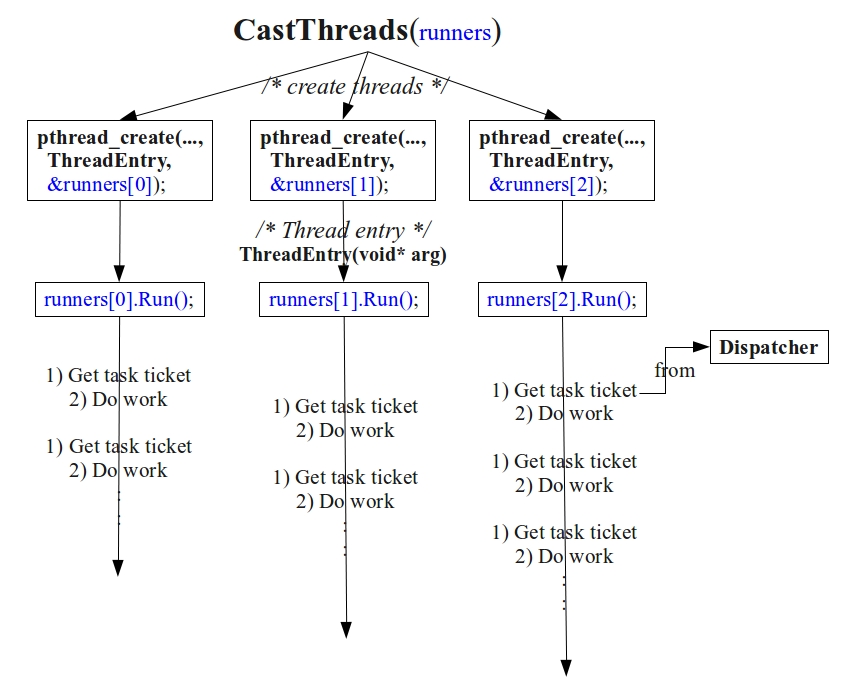 CastThreads(runners)
/* create threads */
pthread_create(...,
ThreadEntry,
&runners[0]);
pthread_create(...,
ThreadEntry,
&runners[1]);
pthread_create(...,
ThreadEntry,
&runners[2]);
/* Thread entry */
ThreadEntry(void* arg)
runners[0].Run();
runners[1].Run();
runners[2].Run();
Dispatcher
from
1) Get task ticket
2) Do work
1) Get task ticket
2) Do work
:
:
1) Get task ticket
2) Do work
1) Get task ticket
2) Do work
:
:
1) Get task ticket
2) Do work
1) Get task ticket
2) Do work
1) Get task ticket
2) Do work
:
: